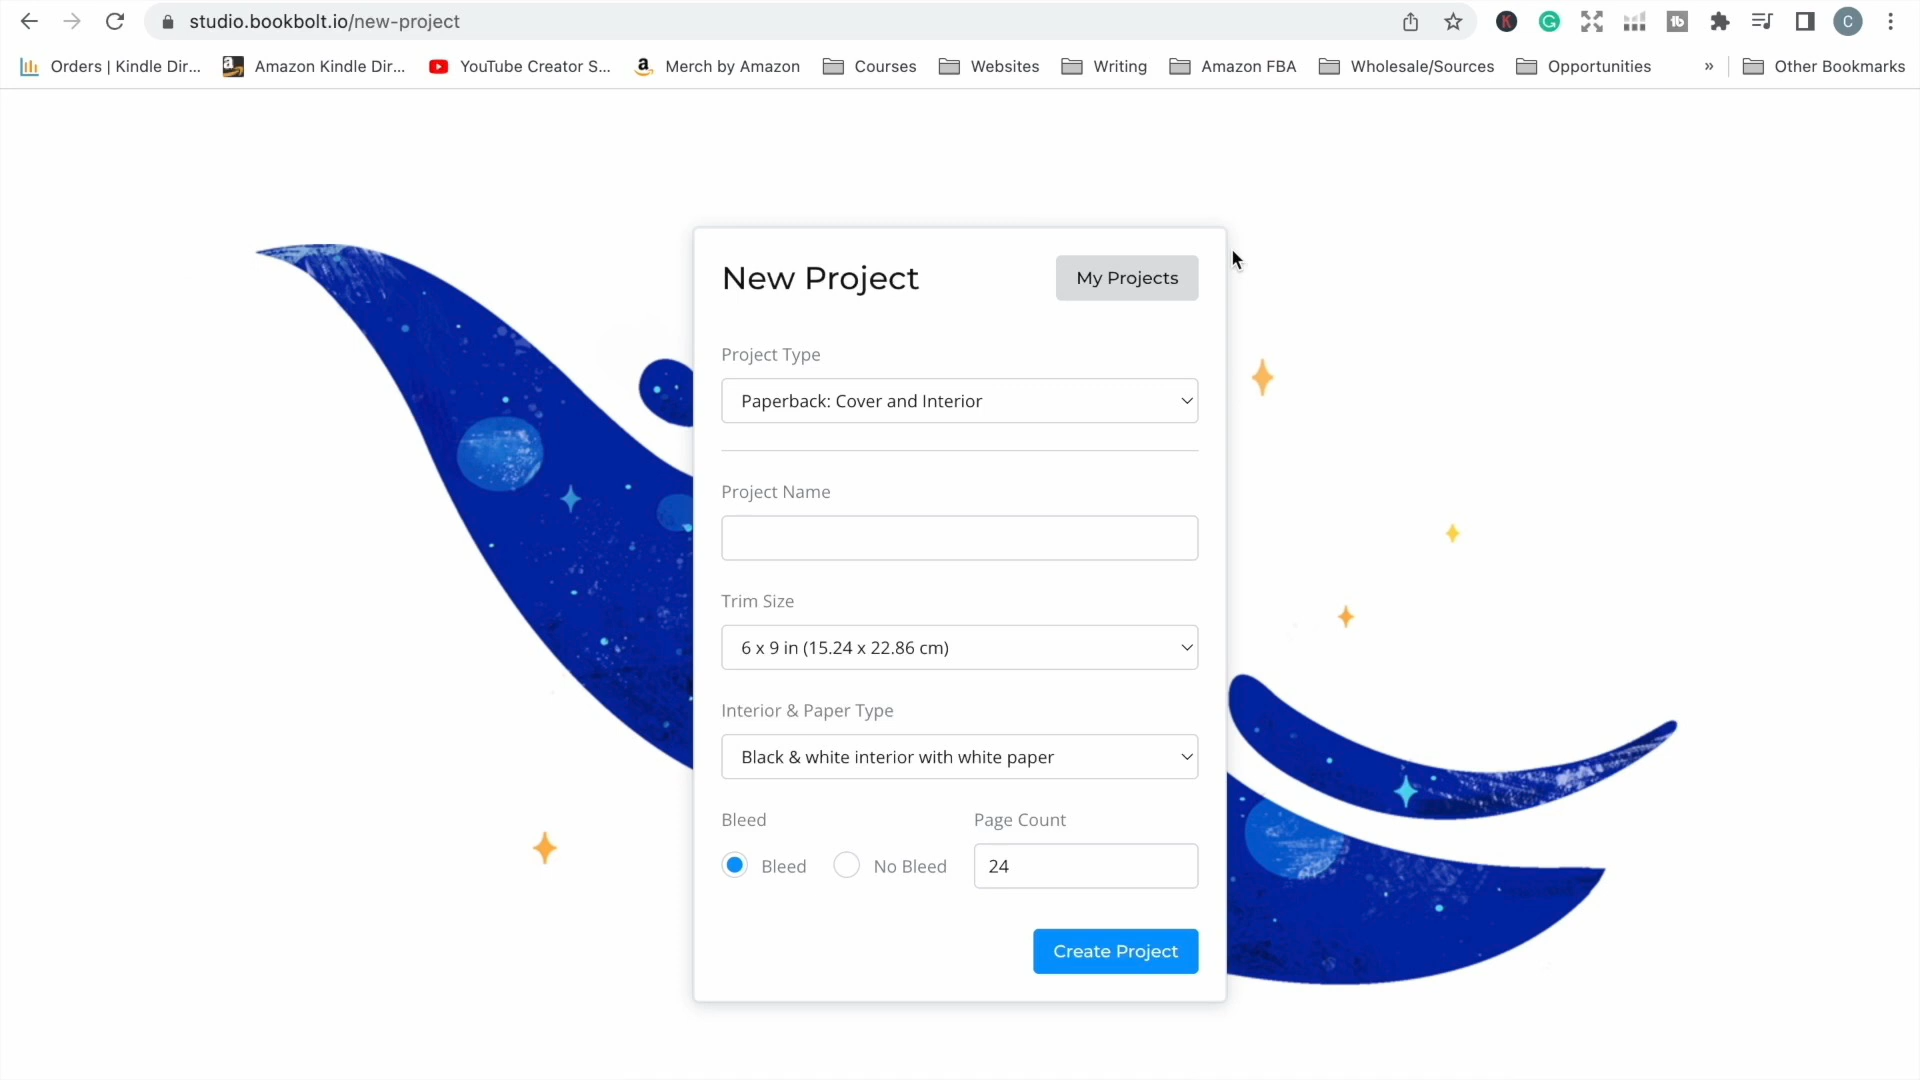 studio.bookbolt.io/new-project
Orders | Kindle Dir... Amazon Kindle Dir... YouTube Creator S... Merch by Amazon Courses Websites Writing Amazon FBA Wholesale/Sources Opportunities » Other Bookmarks
New Project
My Projects
Project Type
Paperback: Cover and Interior
Project Name
Trim Size
6 x 9 in (15.24 x 22.86 cm)
Interior & Paper Type
Black & white interior with white paper
Bleed Page Count
Bleed No Bleed 24
Create Project